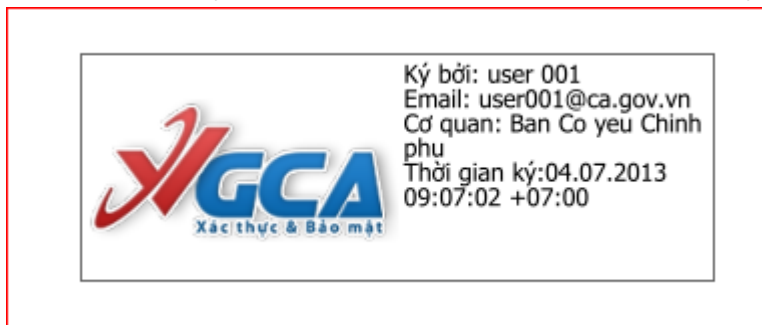 Ký bởi: user 001
Email: user001@ca.gov.vn
Cơ quan: Ban Co yeu Chinh
phu
Thời gian ký:04.07.2013
09:07:02 +07:00
VGCA
Xác thực & Bảo mật